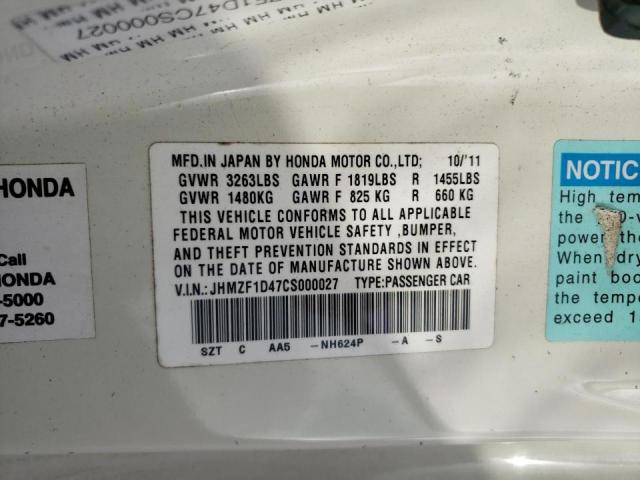 F1D47CS000027
HM HM
MFD.IN JAPAN BY HONDA MOTOR CO.,LTD; 10/'11
GVWR 3263LBS GAWR F 1819LBS R 1455LBS
GVWR 1480KG GAWR F 825 KG R 660 KG
THIS VEHICLE CONFORMS TO ALL APPLICABLE
FEDERAL MOTOR VEHICLE SAFETY ,BUMPER,
AND THEFT PREVENTION STANDARDS IN EFFECT
ON THE DATE OF MANUFACTURE SHOWN ABOVE.
V.I.N.: JHMZF1D47CS000027 TYPE:PASSENGER CAR
SZT C AA5 -NH624P -A -S
HONDA
Call
HONDA
-5000
7-5260
NOTIC
High tem
the
power the
When dry
paint boo
the tempe
exceed 1